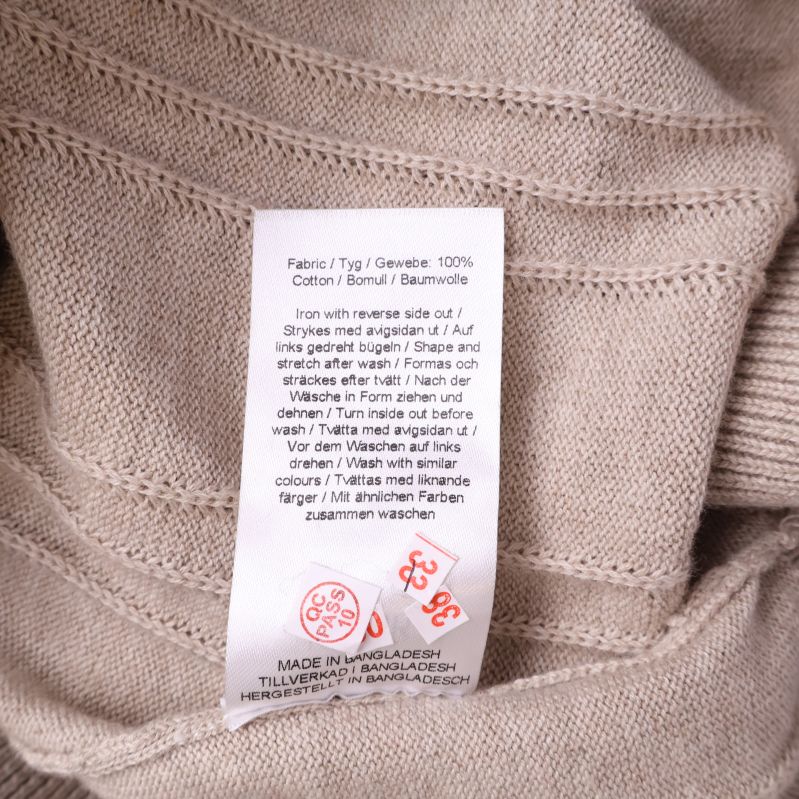 Fabric / Tyg / Gewebe: 100%
Cotton / Bomull / Baumwolle
Iron with reverse side out /
Strykes med avigsidan ut / Auf
links gedreht bügeln / Shape and
stretch after wash / Formas och
sträckes efter tvätt / Nach der
Wäsche in Form ziehen und
dehnen / Turn inside out before
wash / Tvätta med avigsidan ut /
Vor dem Waschen auf links
drehen / Wash with similar
colours / Tvättas med liknande
färger / Mit ähnlichen Farben
zusammen waschen
33
38
QC
PASS
10
MADE IN BANGLADESH
TILLVERKAD I BANGLADESH
HERGESTELLT IN BANGLADESCH